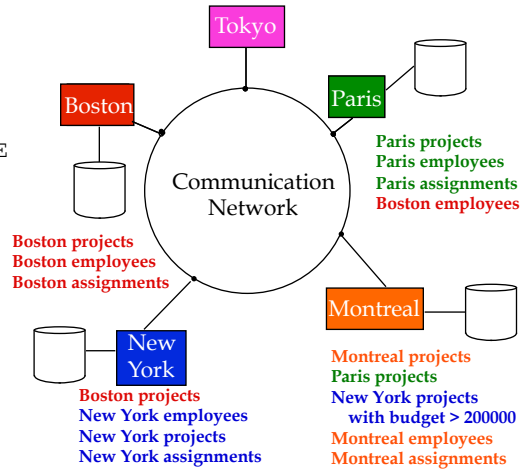 Tokyo
Boston
Paris
E
Paris projects
Paris employees
Paris assignments
Boston employees
Communication
Network
Boston projects
Boston employees
Boston assignments
Montreal
New
York
Montreal projects
Paris projects
New York projects
with budget > 200000
Montreal employees
Montreal assignments
Boston projects
New York employees
New York projects
New York assignments